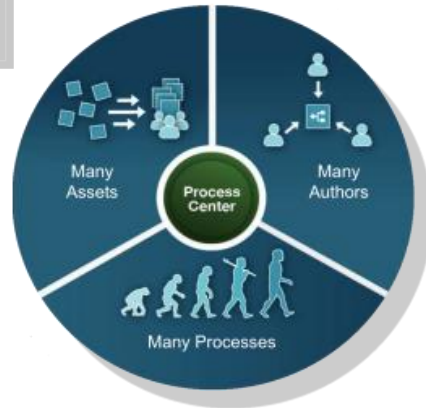 Many
Assets
Many
Authors
Process
Center
Many Processes